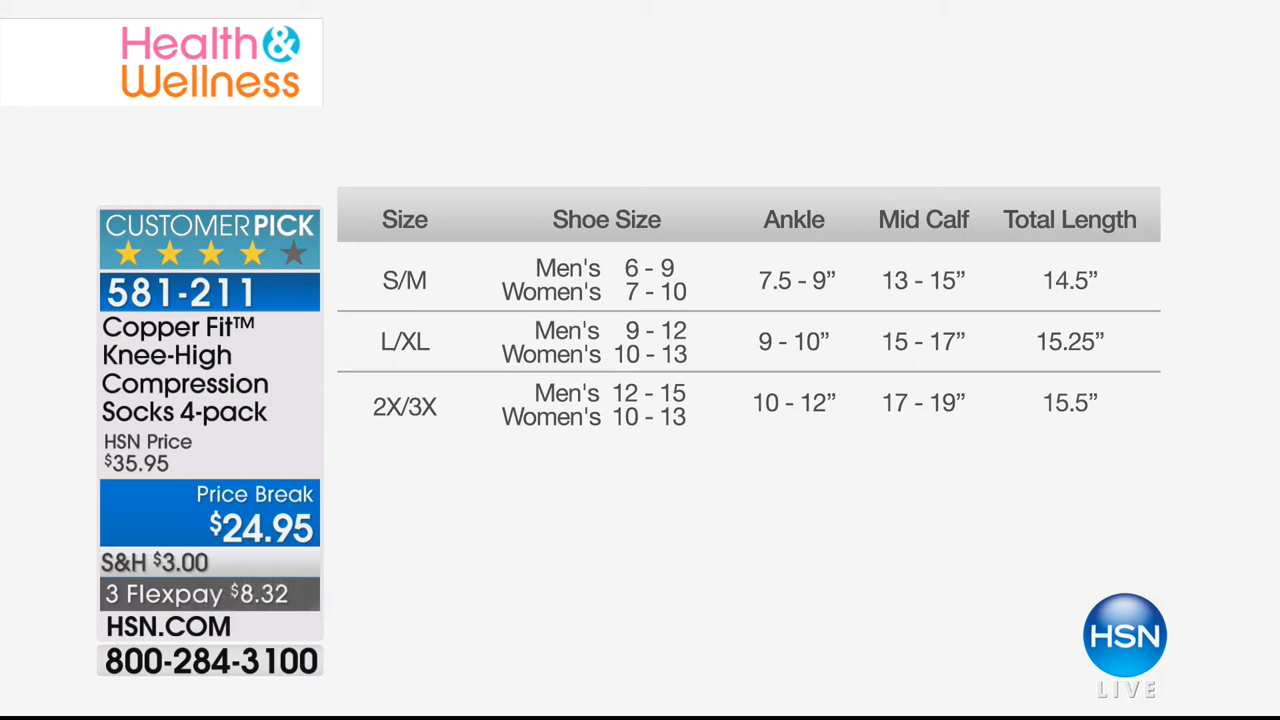 Health &
Wellness
CUSTOMER PICK
581-211
Copper Fit™
Knee-High
Compression
Socks 4-pack
HSN Price
$35.95
Price Break
$24.95
S&H $3.00
3 Flexpay $8.32
HSN.COM
800-284-3100
Size Shoe Size Ankle Mid Calf Total Length
S/M Men's 6 - 9 7.5 - 9” 13 - 15” 14.5”
Women's 7 - 10
L/XL Men's 9 - 12 9 - 10” 15 - 17” 15.25”
Women's 10 - 13
2X/3X Men's 12 - 15 10 - 12” 17 - 19” 15.5”
Women's 10 - 13
HSN
LIVE